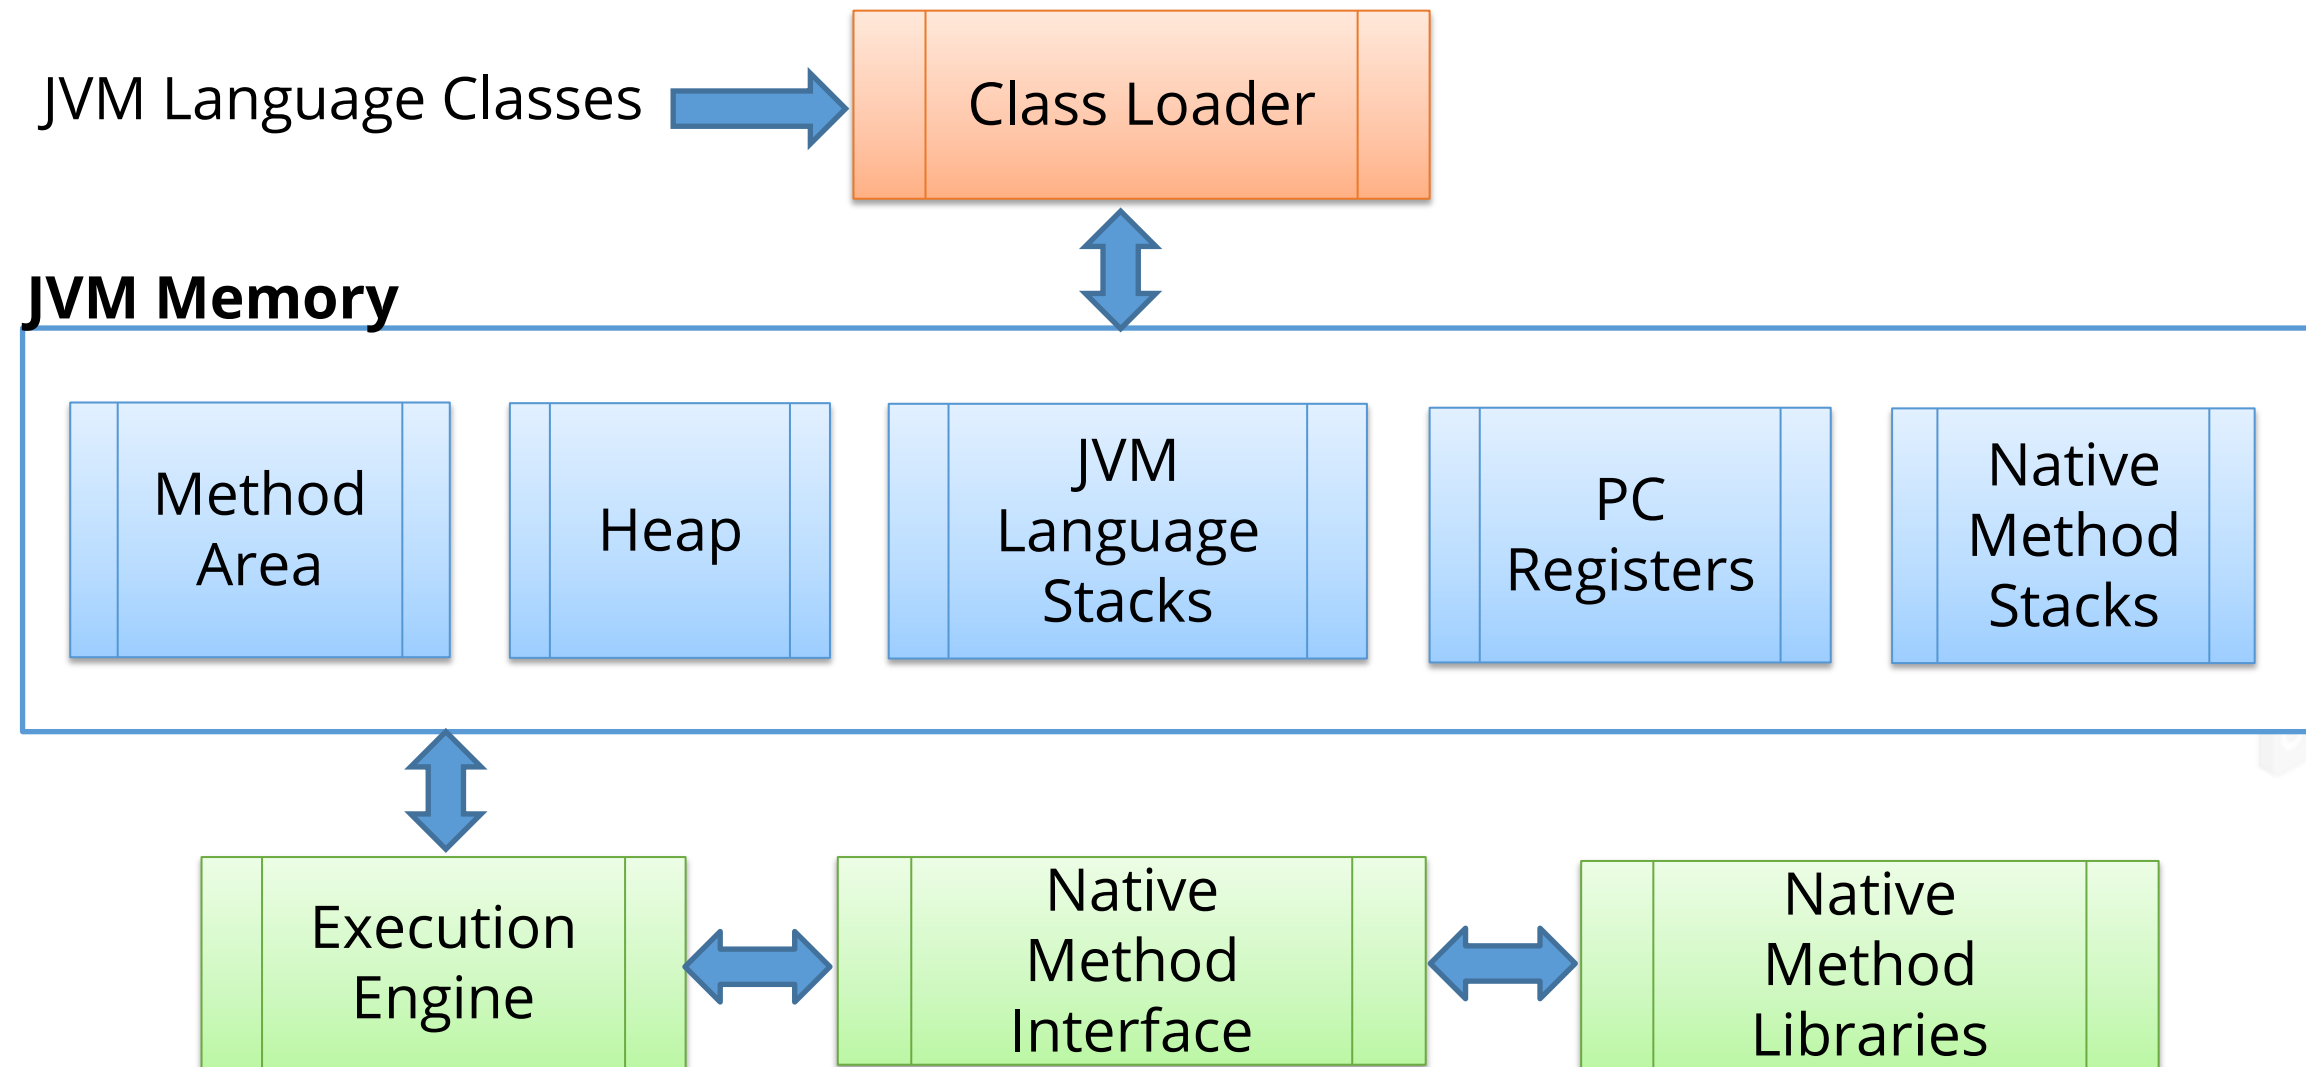 JVM Language Classes
Class Loader
JVM Memory
Method
Area
Heap
JVM
Language
Stacks
PC
Registers
Native
Method
Stacks
Execution
Engine
Native
Method
Interface
Native
Method
Libraries